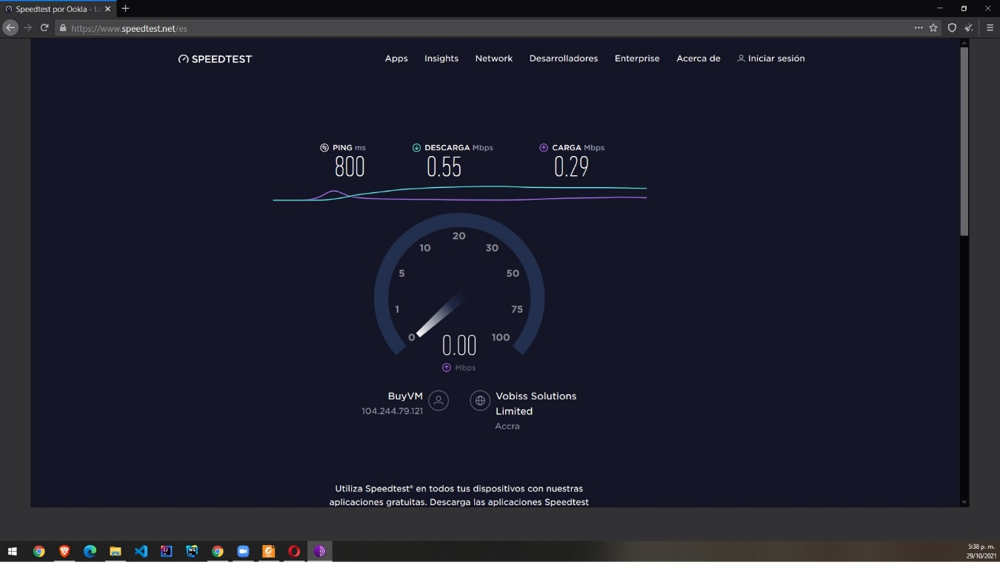 Speedtest por Ookla - La
https://www.speedtest.net/es
SPEEDTEST
Apps Insights Network Desarrolladores Enterprise Acerca de Iniciar sesión
PING ms DESCARGA Mbps CARGA Mbps
800 0.55 0.29
20
10 30
5 50
1 75
0 100
0.00
Mbps
BuyVM Vobiss Solutions
104.244.79.121 Limited
Accra
Utiliza Speedtest® en todos tus dispositivos con nuestras
aplicaciones gratuitas. Descarga las aplicaciones Speedtest
5:38 p. m.
29/10/2021